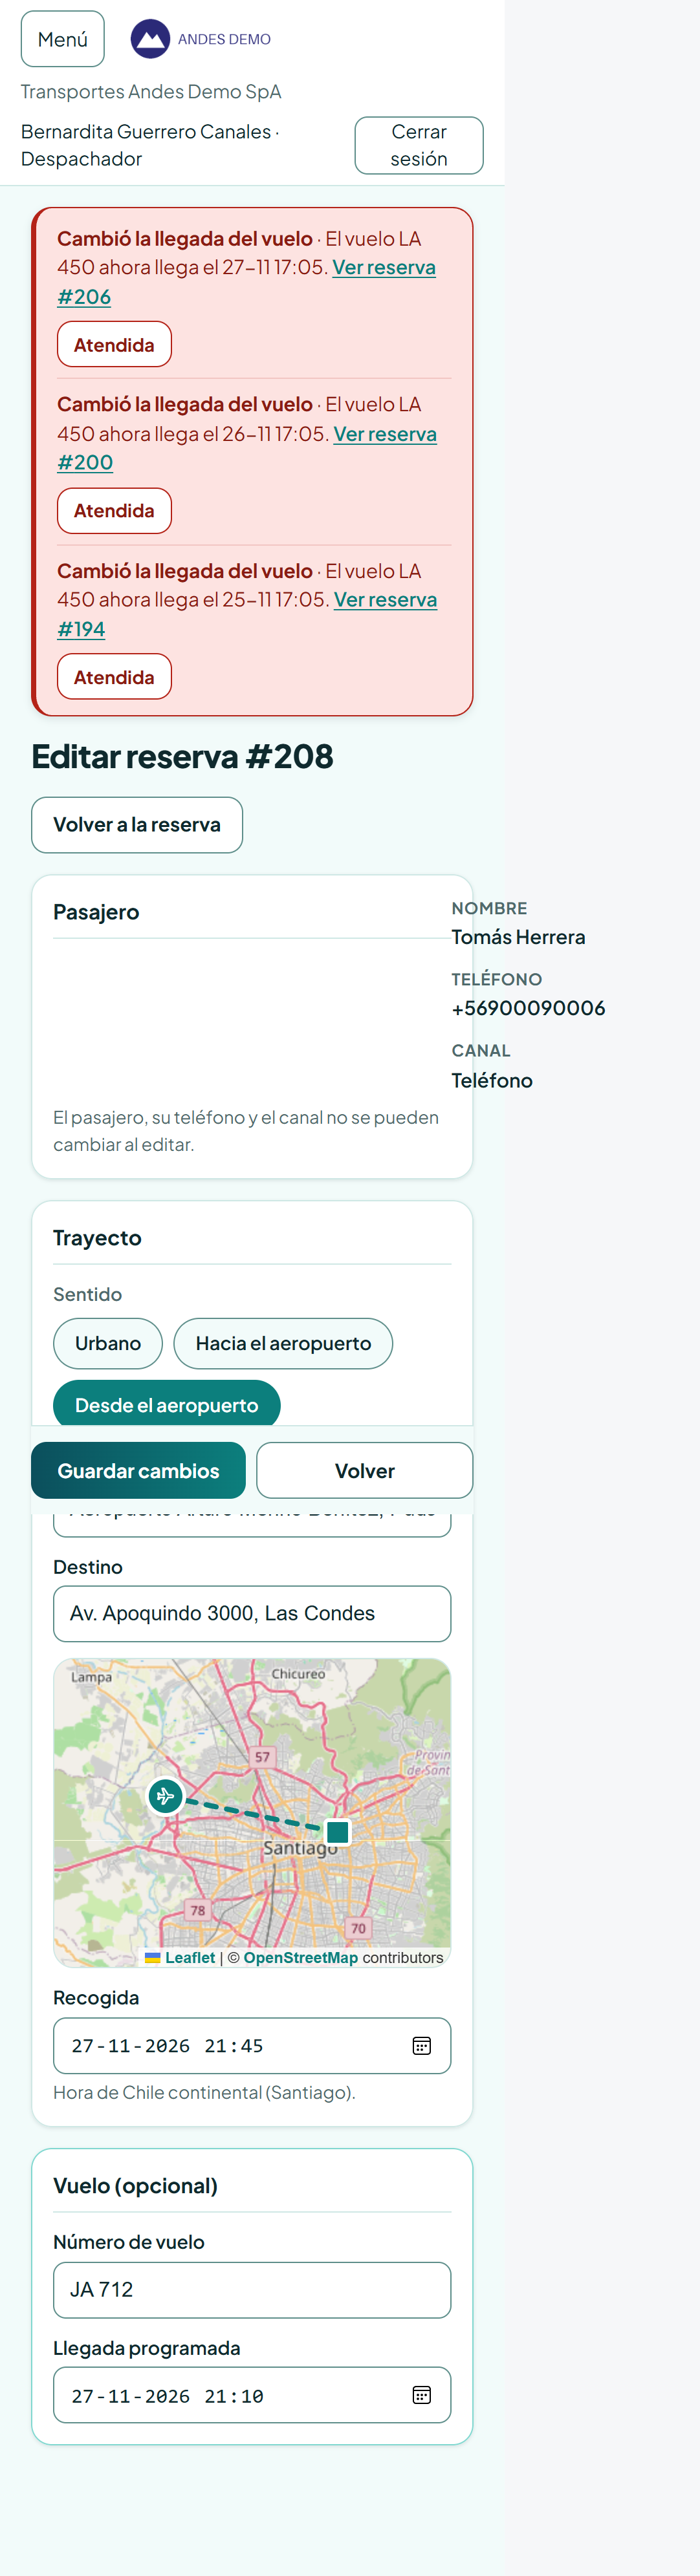 Menú
ANDES DEMO
Transportes Andes Demo SpA
Bernardita Guerrero Canales ·
Despachador
Cerrar
sesión
Cambió la llegada del vuelo · El vuelo LA
450 ahora llega el 27-11 17:05. Ver reserva
#206
Atendida
Cambió la llegada del vuelo · El vuelo LA
450 ahora llega el 26-11 17:05. Ver reserva
#200
Atendida
Cambió la llegada del vuelo · El vuelo LA
450 ahora llega el 25-11 17:05. Ver reserva
#194
Atendida
Editar reserva #208
Volver a la reserva
Pasajero
NOMBRE
Tomás Herrera
TELÉFONO
+56900090006
CANAL
Teléfono
El pasajero, su teléfono y el canal no se pueden
cambiar al editar.
Trayecto
Sentido
Urbano
Hacia el aeropuerto
Desde el aeropuerto
Guardar cambios
Volver
Destino
Av. Apoquindo 3000, Las Condes
Lampa
Chicureo
57
Provin
de Sant
Santiago
78
70
Leaflet | © OpenStreetMap contributors
Recogida
27-11-2026 21:45
Hora de Chile continental (Santiago).
Vuelo (opcional)
Número de vuelo
JA 712
Llegada programada
27-11-2026 21:10